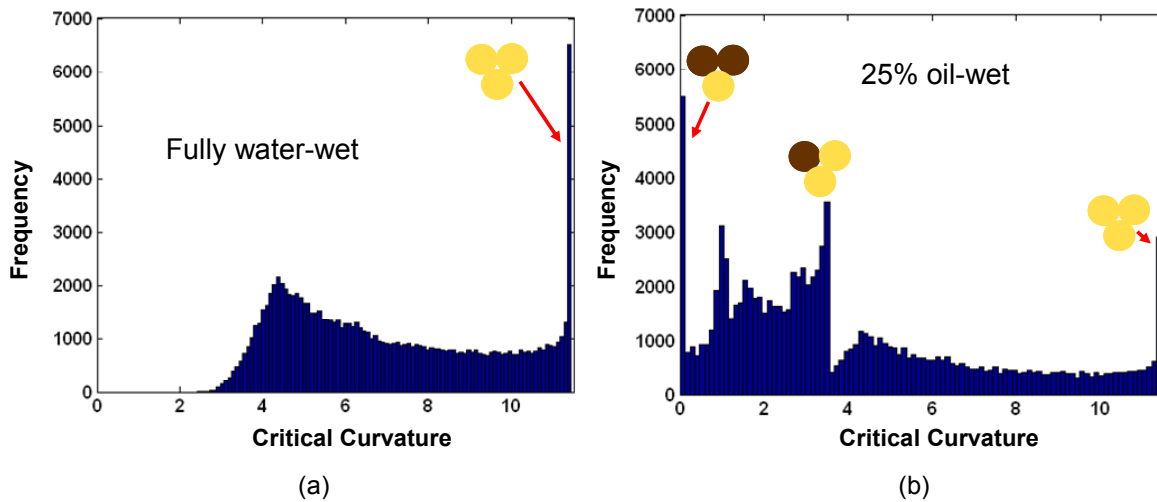 7000
6000
5000
4000
3000
2000
1000
0
Frequency
Fully water-wet
0 2 4 6 8 10
Critical Curvature
(a)
7000
6000
5000
4000
3000
2000
1000
0
Frequency
25% oil-wet
0 2 4 6 8 10
Critical Curvature
(b)